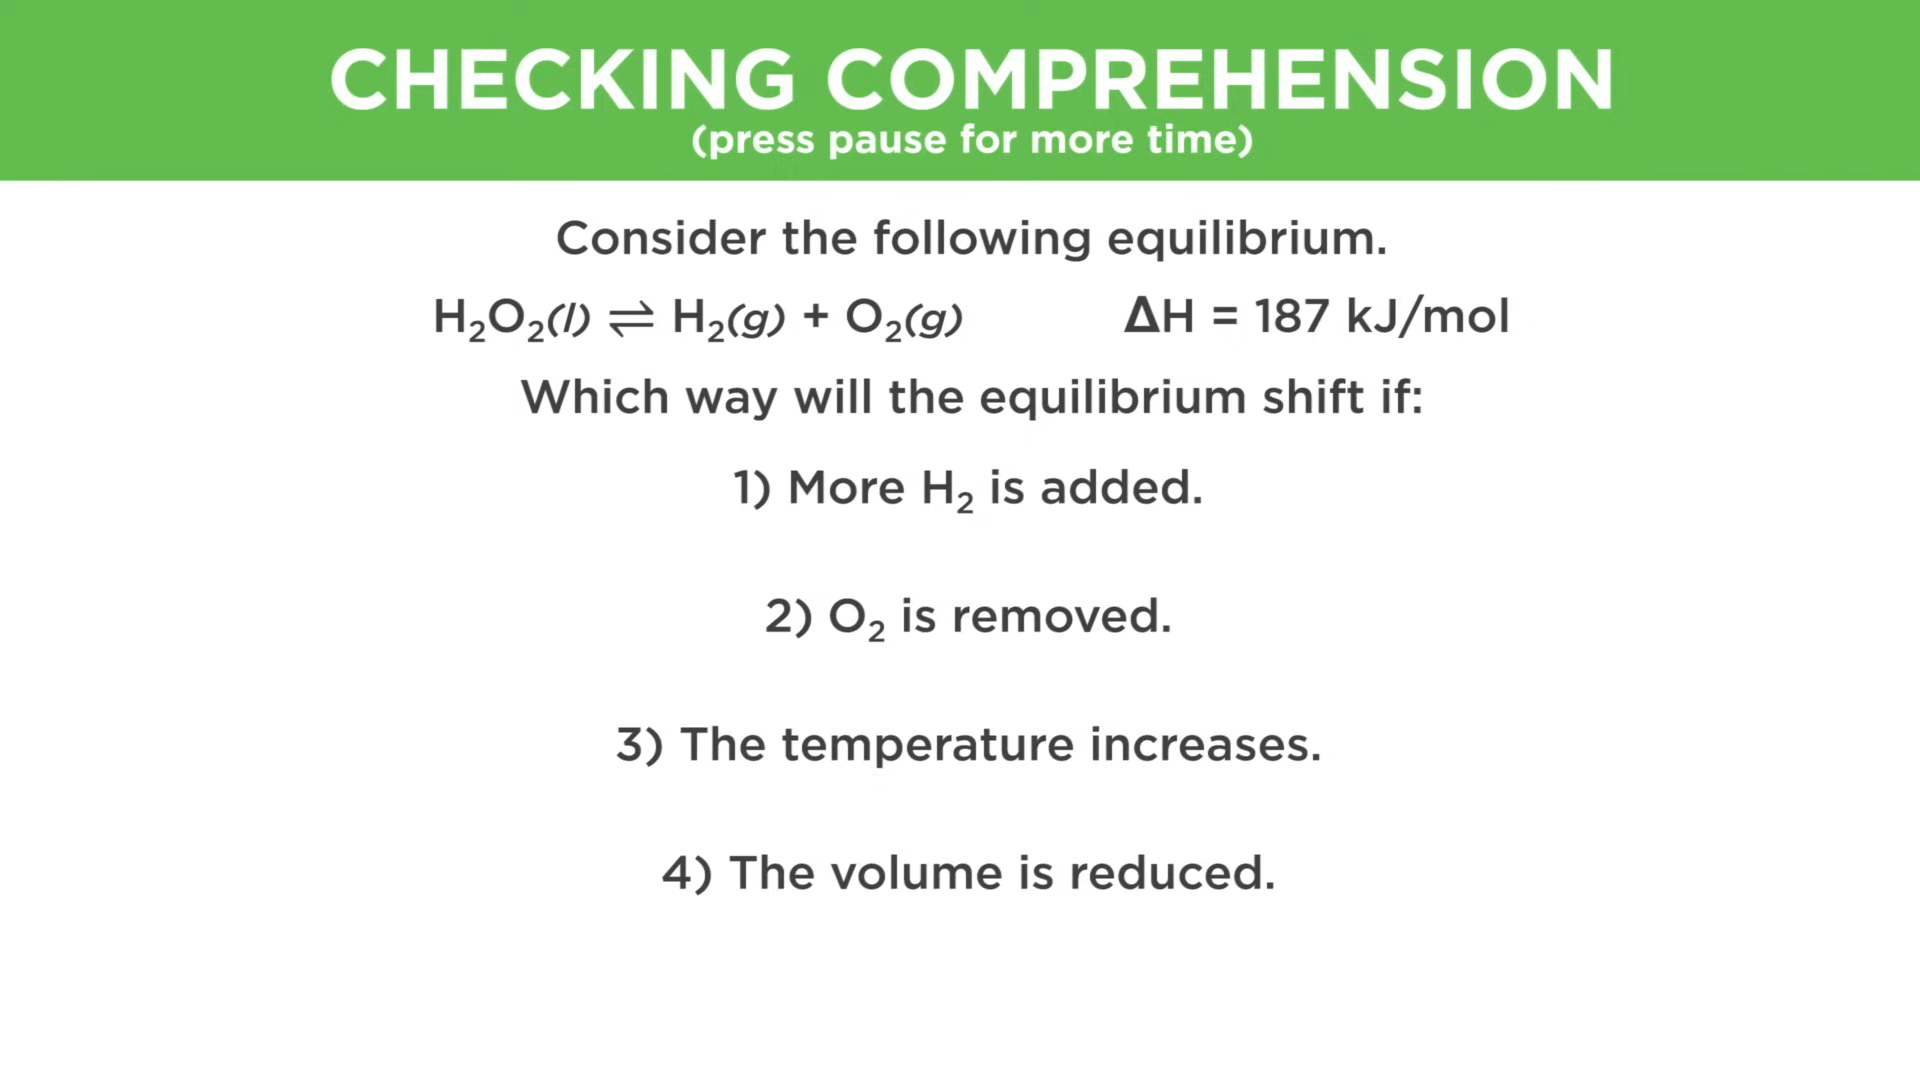 CHECKING COMPREHENSION
(press pause for more time)
Consider the following equilibrium.
H₂O₂(l) ⇌ H₂(g) + O₂(g) ΔH = 187 kJ/mol
Which way will the equilibrium shift if:
1) More H₂ is added.
2) O₂ is removed.
3) The temperature increases.
4) The volume is reduced.